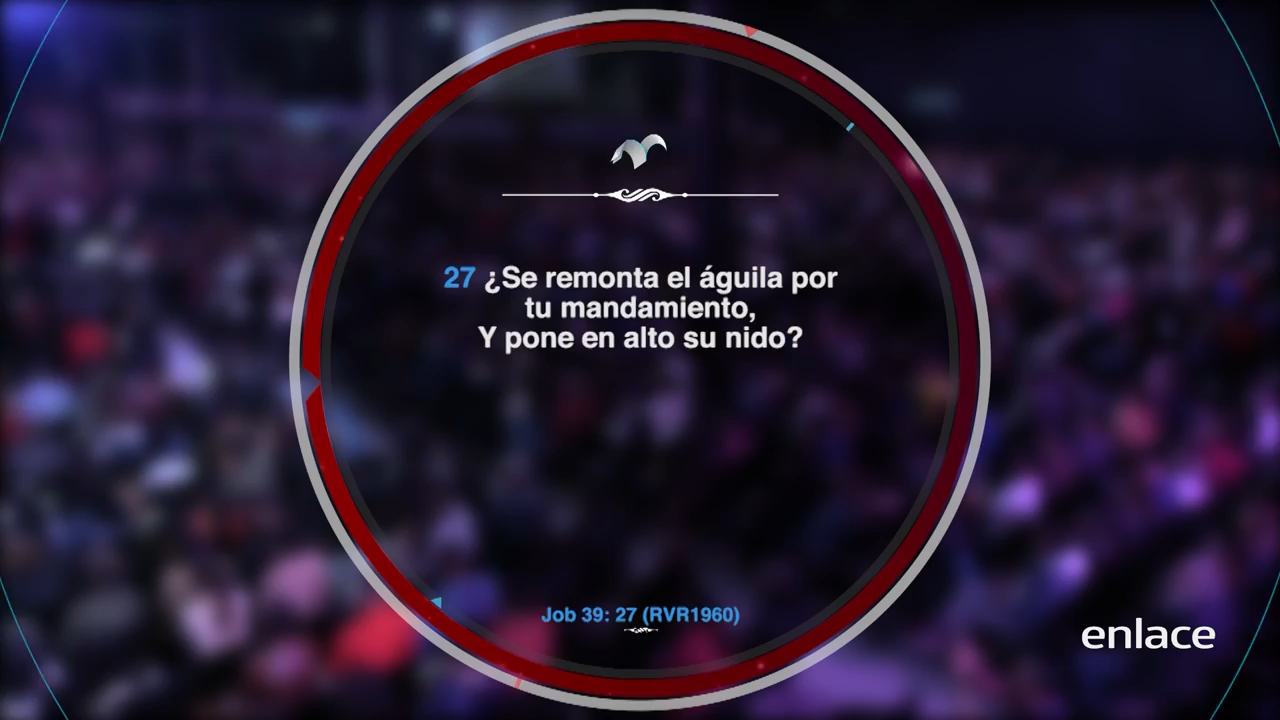 27 ¿Se remonta el águila por
tu mandamiento,
Y pone en alto su nido?
Job 39: 27 (RVR1960)
enlace